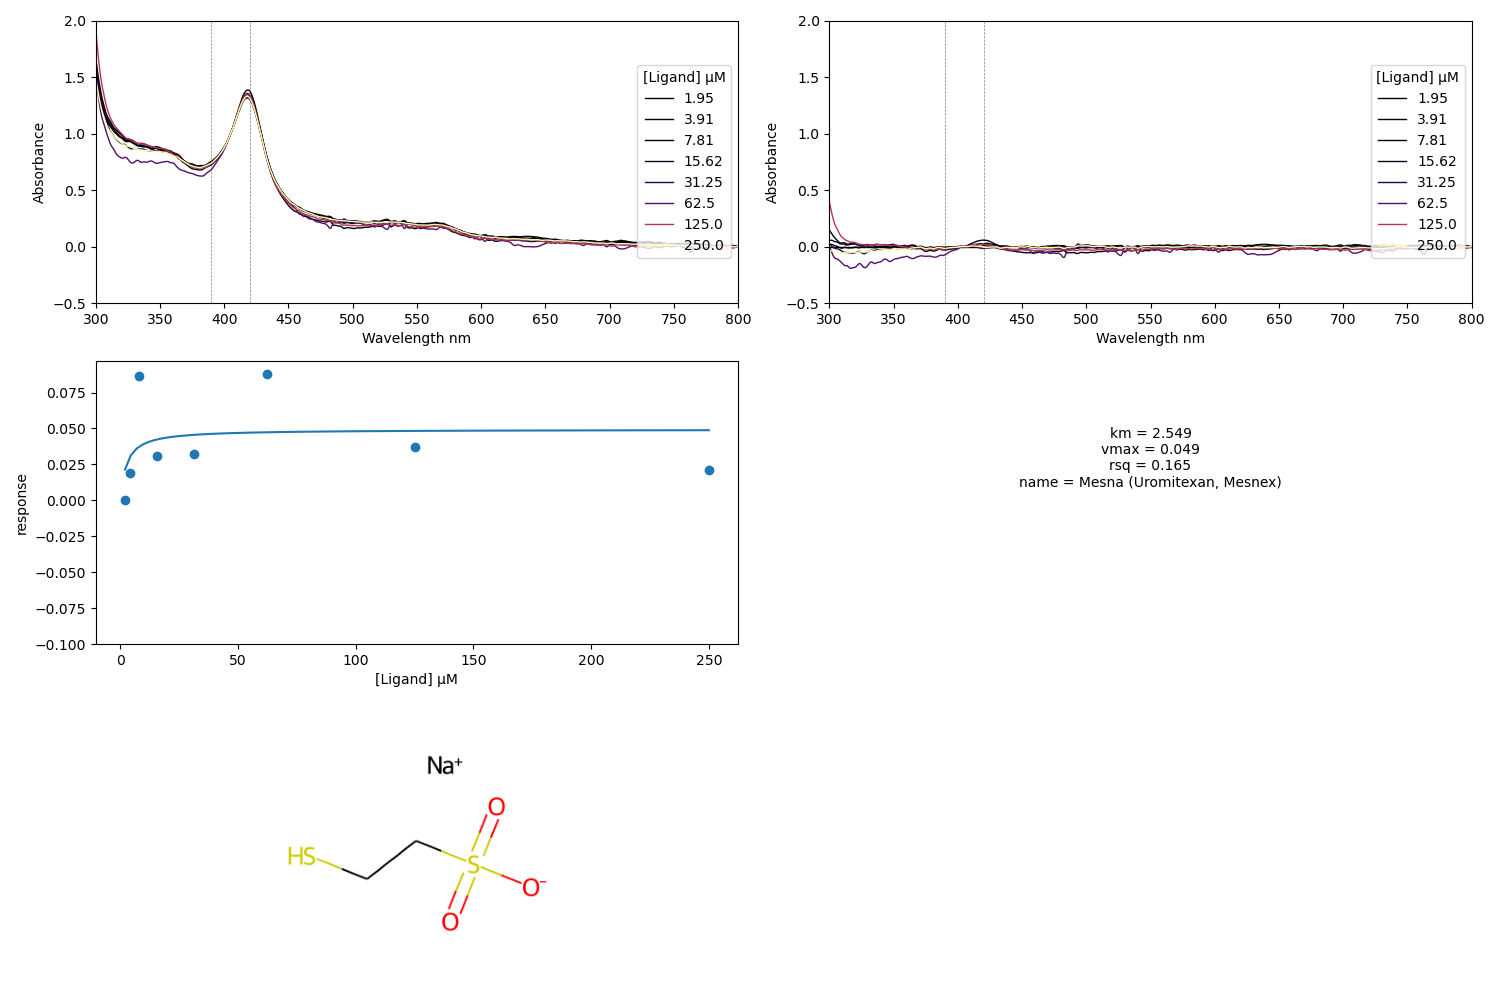 2.0
1.5
1.0
0.5
0.0
−0.5
Absorbance
300 350 400 450 500 550 600 650 700 750 800
Wavelength nm
[Ligand] μM
1.95
3.91
7.81
15.62
31.25
62.5
125.0
250.0
2.0
1.5
1.0
0.5
0.0
−0.5
Absorbance
300 350 400 450 500 550 600 650 700 750 800
Wavelength nm
[Ligand] μM
1.95
3.91
7.81
15.62
31.25
62.5
125.0
250.0
0.075
0.050
0.025
0.000
−0.025
−0.050
−0.075
−0.100
response
0 50 100 150 200 250
[Ligand] μM
km = 2.549
vmax = 0.049
rsq = 0.165
name = Mesna (Uromitexan, Mesnex)
Na⁺
O
HS
S
O⁻
O